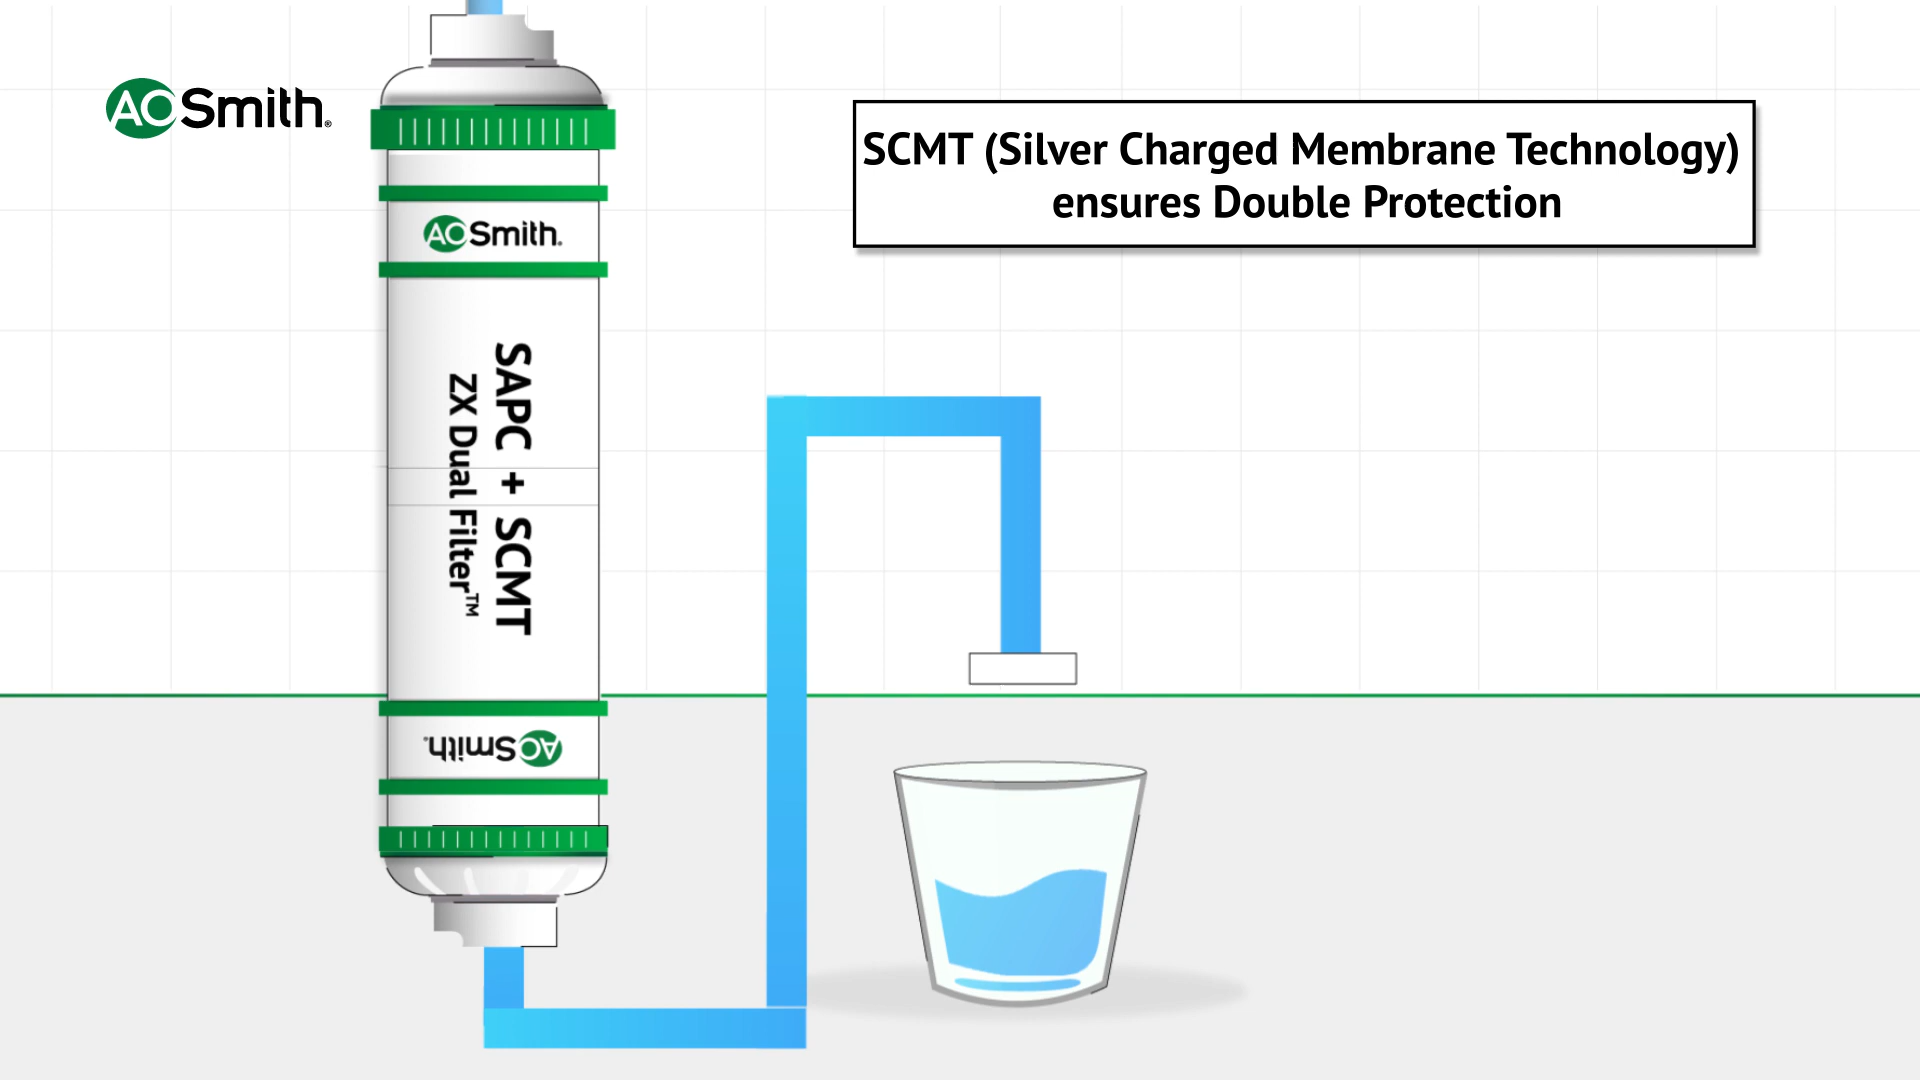 AOSmith®
SCMT (Silver Charged Membrane Technology)
ensures Double Protection
AOSmith.
SAPC + SCMT
ZX Dual Filter™
AOSmith.